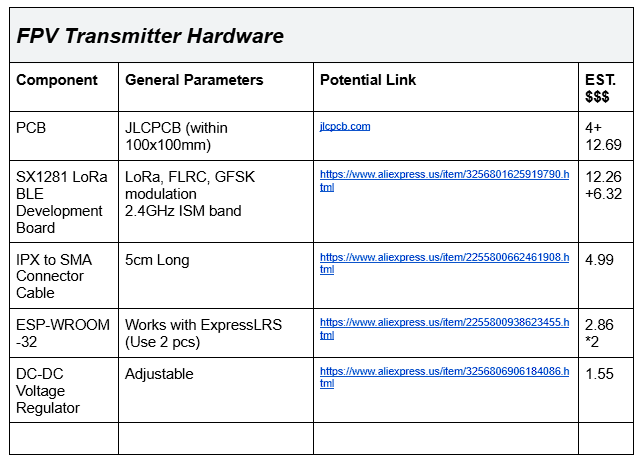 FPV Transmitter Hardware
Component General Parameters Potential Link EST.
$$$
PCB JLCPCB (within
100x100mm) jlcpcb.com 4+
12.69
SX1281 LoRa
BLE
Development
Board LoRa, FLRC, GFSK
modulation
2.4GHz ISM band https://www.aliexpress.us/item/3256801625919790.h
tml 12.26
+6.32
IPX to SMA
Connector
Cable 5cm Long https://www.aliexpress.us/item/2255800662461908.h
tml 4.99
ESP-WROOM
-32 Works with ExpressLRS
(Use 2 pcs) https://www.aliexpress.us/item/2255800938623455.h
tml 2.86
*2
DC-DC
Voltage
Regulator Adjustable https://www.aliexpress.us/item/3256806906184086.h
tml 1.55